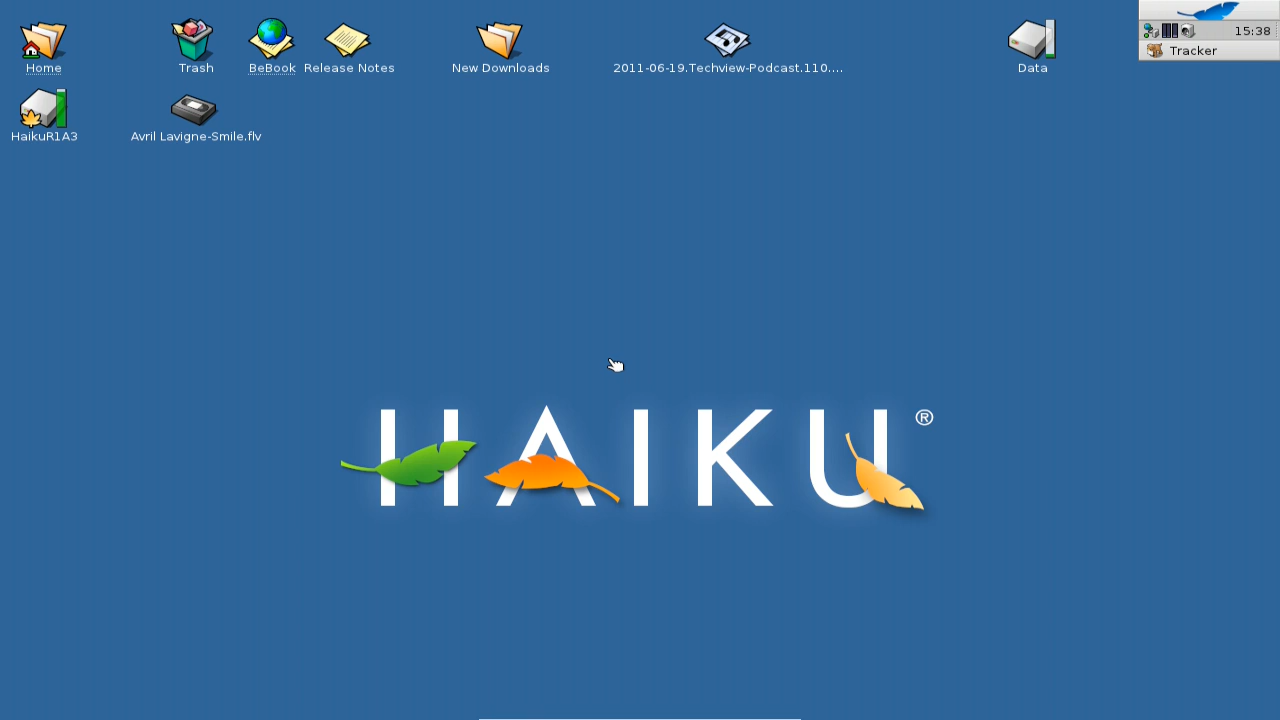 Home
Trash
BeBook
Release Notes
New Downloads
2011-06-19.Techview-Podcast.110....
Data
15:38
Tracker
HaikuR1A3
Avril Lavigne-Smile.flv
HAIKU®